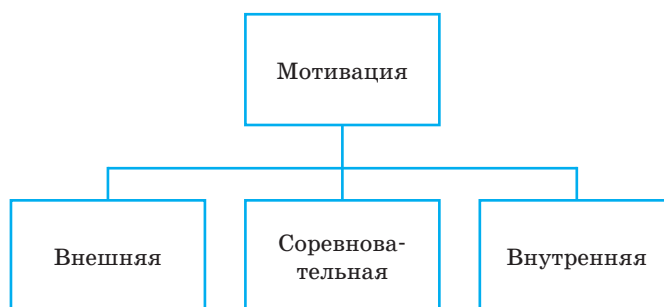 Мотивация
Внешняя
Соревнова-
тельная
Внутренняя